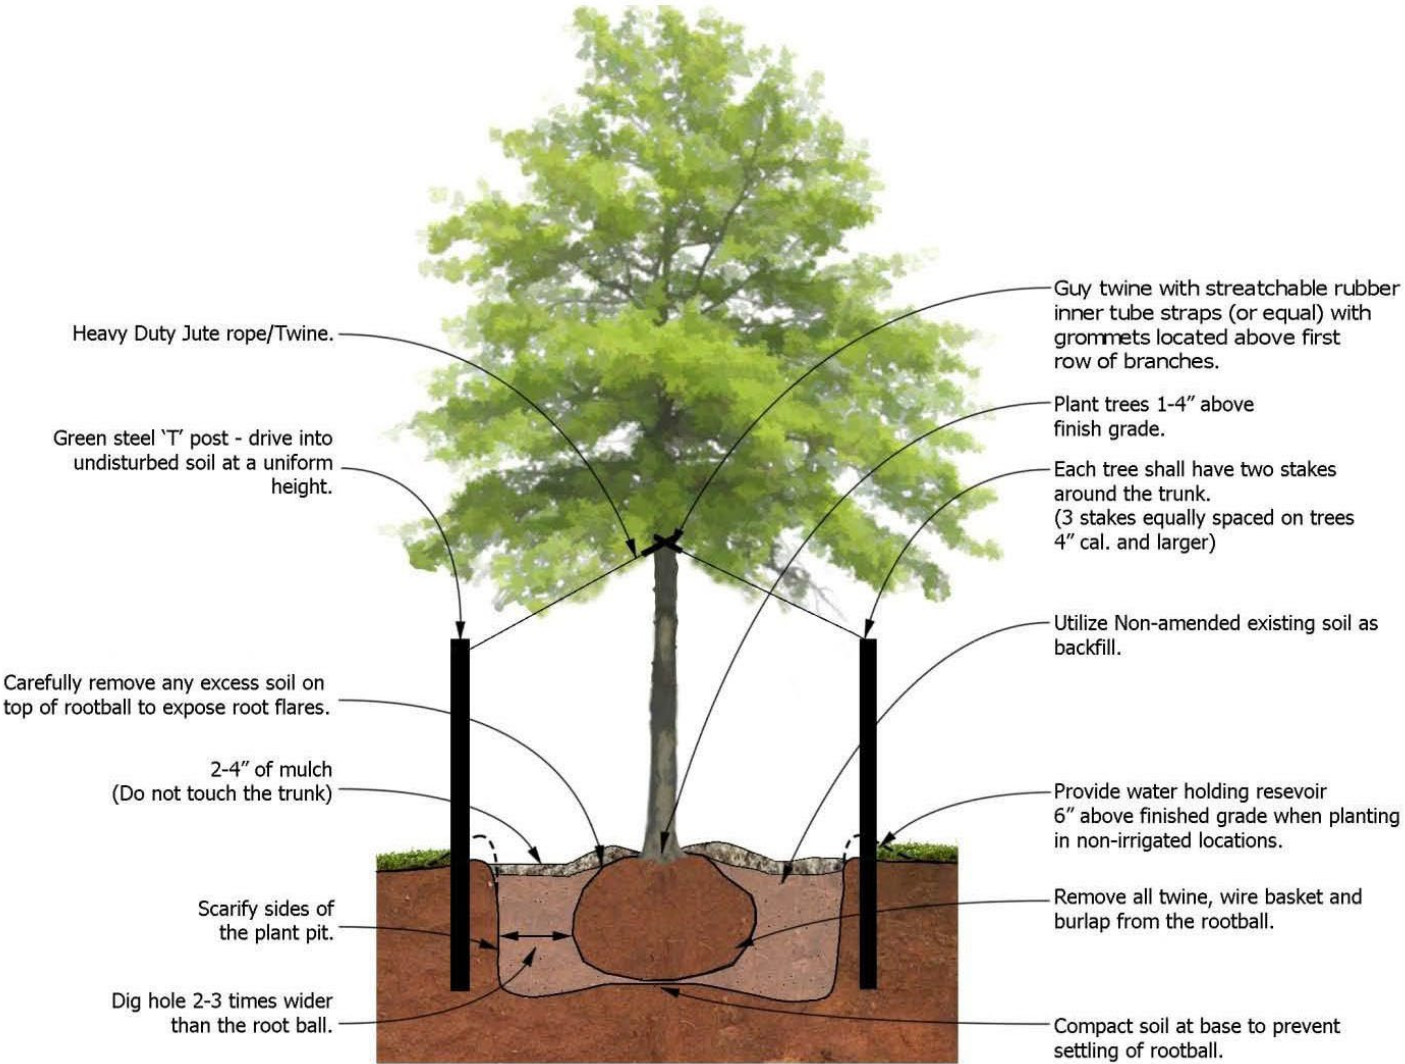 Heavy Duty Jute rope/Twine.
Green steel ‘T’ post - drive into
undisturbed soil at a uniform
height.
Carefully remove any excess soil on
top of rootball to expose root flares.
2-4″ of mulch
(Do not touch the trunk)
Scarify sides of
the plant pit.
Dig hole 2-3 times wider
than the root ball.
Guy twine with streatchable rubber
inner tube straps (or equal) with
grommets located above first
row of branches.
Plant trees 1-4″ above
finish grade.
Each tree shall have two stakes
around the trunk.
(3 stakes equally spaced on trees
4″ cal. and larger)
Utilize Non-amended existing soil as
backfill.
Provide water holding resevoir
6″ above finished grade when planting
in non-irrigated locations.
Remove all twine, wire basket and
burlap from the rootball.
Compact soil at base to prevent
settling of rootball.